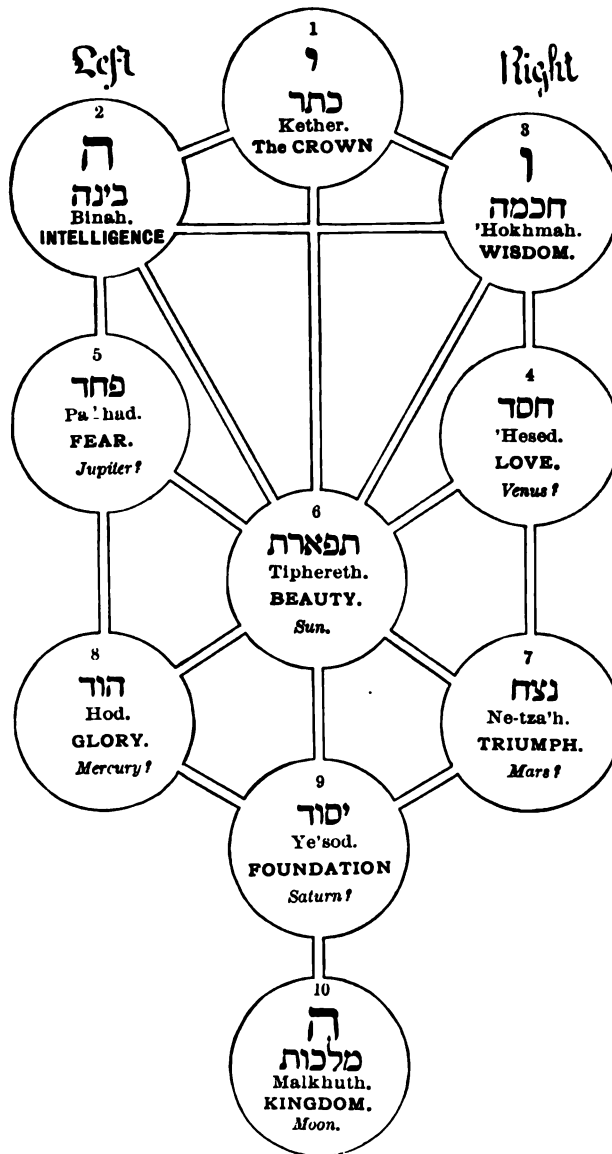 Left
Right
1
י
כתר
Kether.
The CROWN
2
ה
בינה
Binah.
INTELLIGENCE
3
ו
חכמה
'Hokhmah.
WISDOM.
5
פחד
Pa'had.
FEAR.
Jupiter?
4
חסד
'Hesed.
LOVE.
Venus?
6
תפארת
Tiphereth.
BEAUTY.
Sun.
8
הוד
Hod.
GLORY.
Mercury?
7
נצח
Ne-tza'h.
TRIUMPH.
Mars?
9
יסוד
Ye'sod.
FOUNDATION
Saturn?
10
ה
מלכות
Malkhuth.
KINGDOM.
Moon.